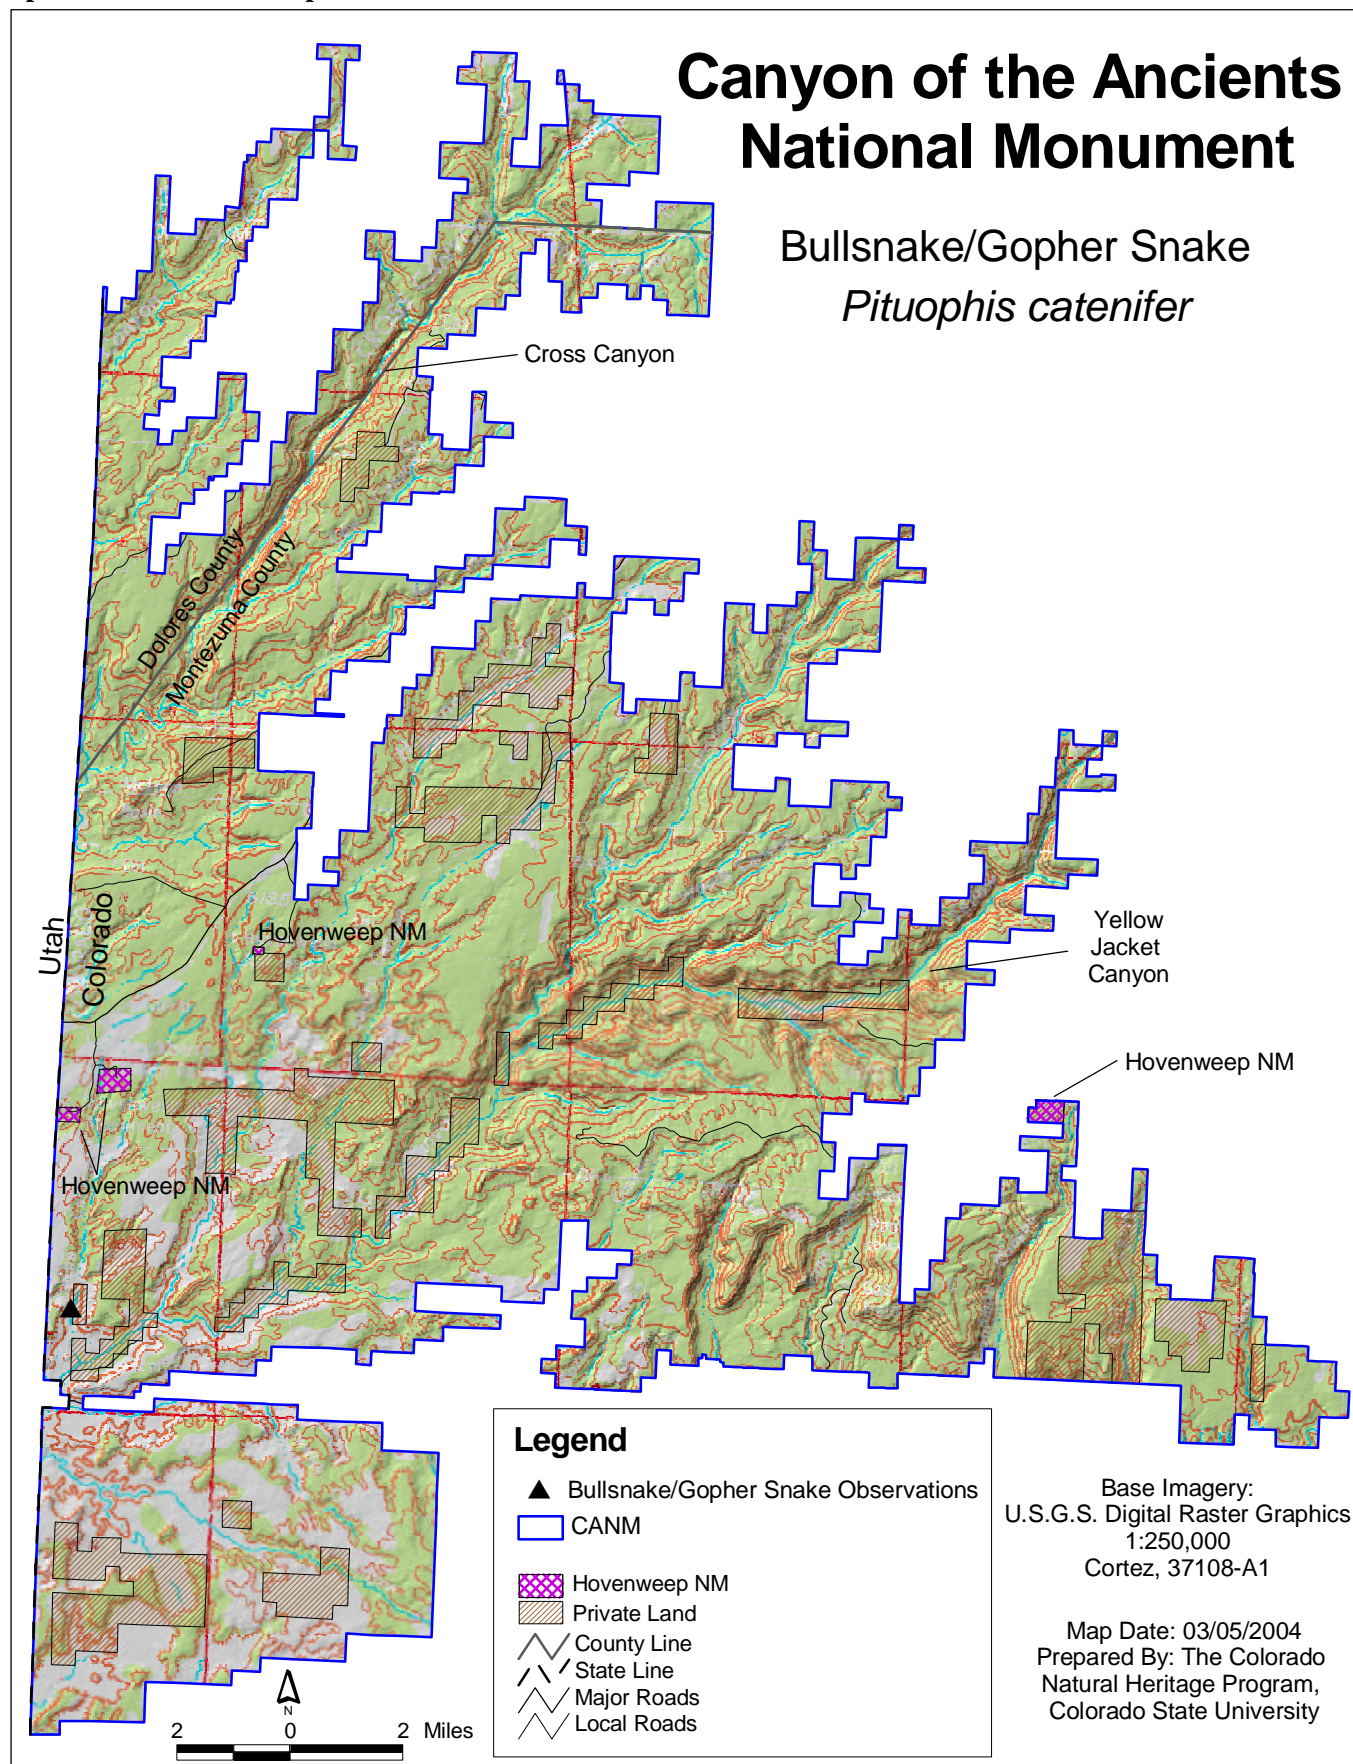 Canyon of the Ancients
National Monument
Bullsnake/Gopher Snake
Pituophis catenifer
Cross Canyon
Dolores County
Montezuma County
Utah
Colorado
Hovenweep NM
Yellow
Jacket
Canyon
Hovenweep NM
Hovenweep NM
Legend
Bullsnake/Gopher Snake Observations
CANM
Hovenweep NM
Private Land
County Line
State Line
Major Roads
Local Roads
N
2 0 2 Miles
Base Imagery:
U.S.G.S. Digital Raster Graphics
1:250,000
Cortez, 37108-A1
Map Date: 03/05/2004
Prepared By: The Colorado
Natural Heritage Program,
Colorado State University